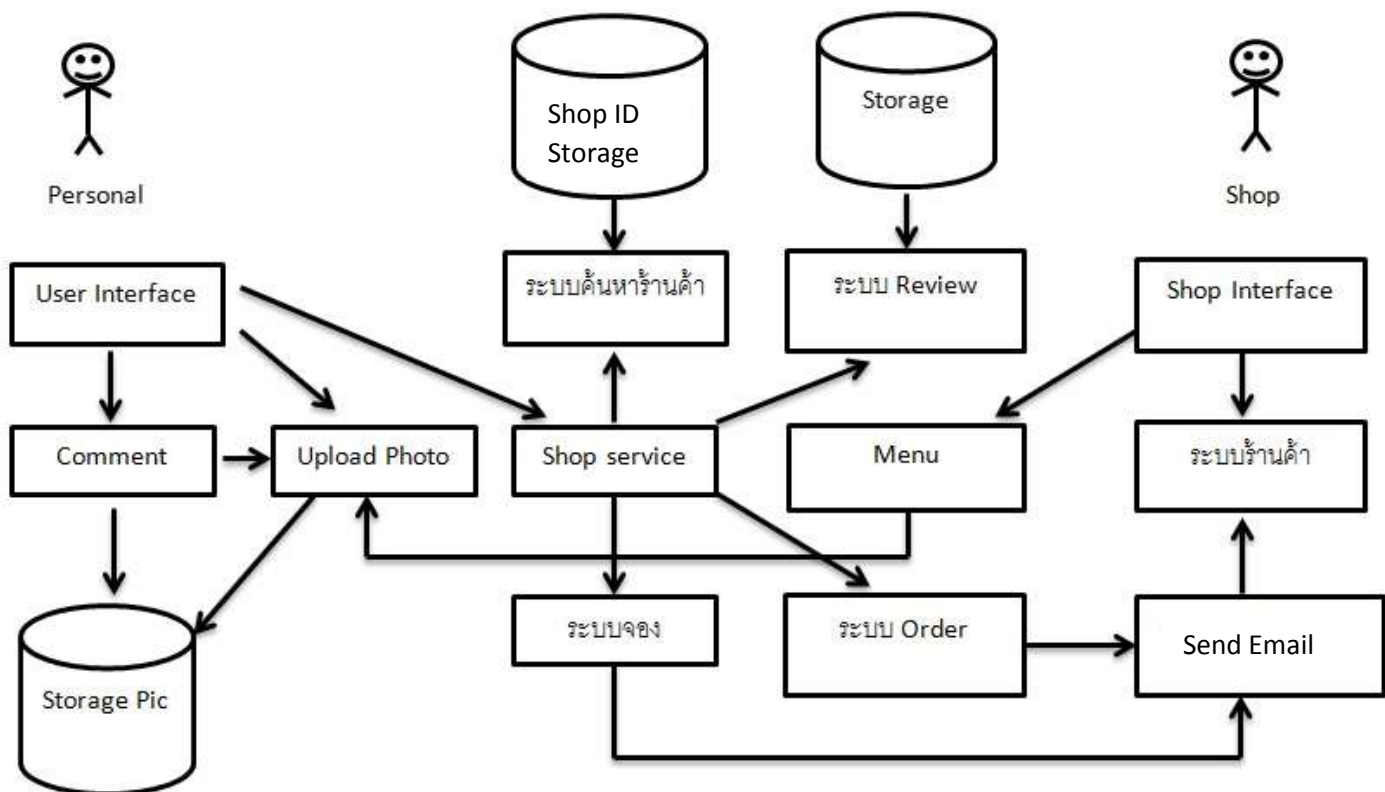 Shop ID
Storage
Storage
Personal
Shop
User Interface
ระบบค้นหาร้านค้า
ระบบ Review
Shop Interface
Comment
Upload Photo
Shop service
Menu
ระบบร้านค้า
ระบบจอง
ระบบ Order
Send Email
Storage Pic